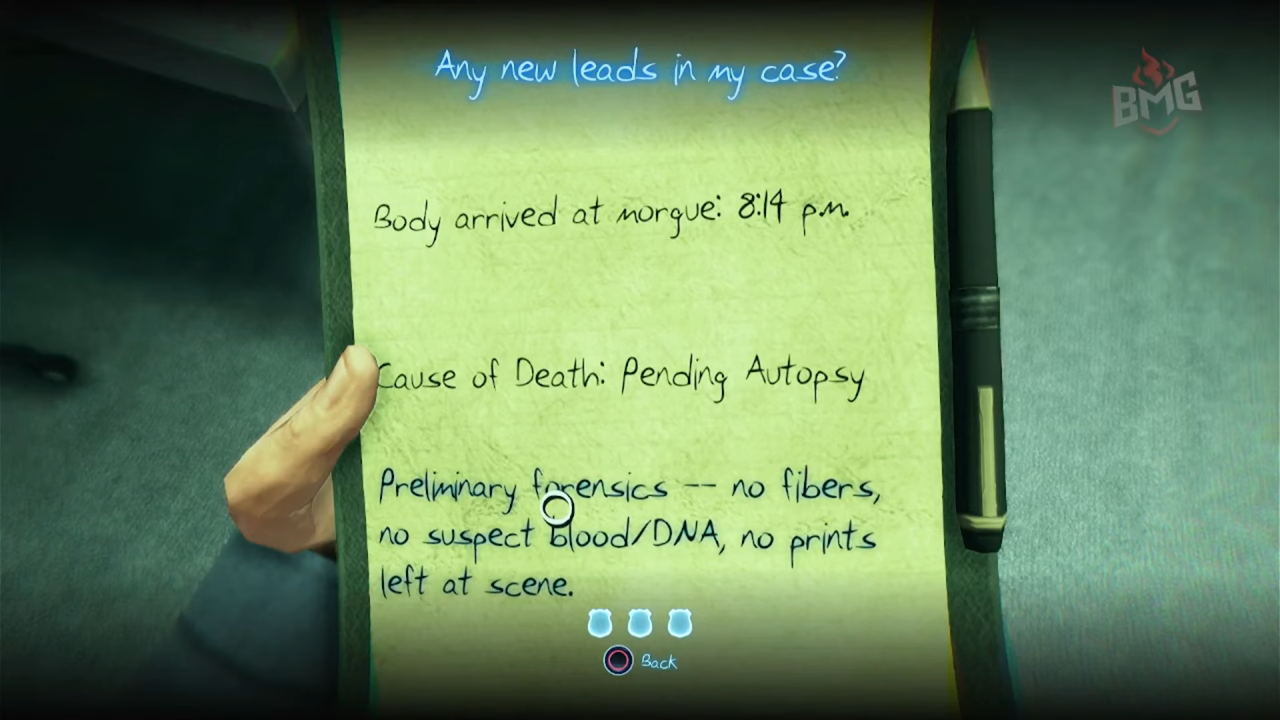 Any new leads in my case?
BMG
Body arrived at morgue: 8:14 p.m.
Cause of Death: Pending Autopsy
Preliminary forensics -- no fibers,
no suspect blood/DNA, no prints
left at scene.
Back